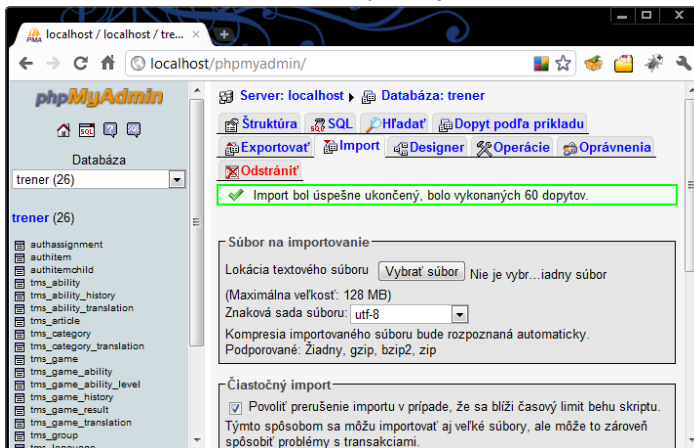 localhost / localhost / tre...
localhost/phpmyadmin/
phpMyAdmin
Databáza
trener (26)
trener (26)
authassignment
authitem
authitemchild
tms_ability
tms_ability_history
tms_ability_translation
tms_article
tms_category
tms_category_translation
tms_game
tms_game_ability
tms_game_ability_level
tms_game_history
tms_game_result
tms_game_translation
tms_group
Server: localhost Databáza: trener
Štruktúra SQL Hľadať Dopyt podľa príkladu
Exportovať Import Designer Operácie Oprávnenia
Odstrániť
Import bol úspešne ukončený, bolo vykonaných 60 dopytov.
Súbor na importovanie
Lokácia textového súboru Vybrať súbor Nie je vybr...iadny súbor
(Maximálna veľkosť: 128 MB)
Znaková sada súboru: utf-8
Kompresia importovaného súboru bude rozpoznaná automaticky.
Podporované: Žiadny, gzip, bzip2, zip
Čiastočný import
Povoliť prerušenie importu v prípade, že sa blíži časový limit behu skriptu.
Týmto spôsobom sa môžu importovať aj veľké súbory, ale môže to zároveň
spôsobiť problémy s transakciami.